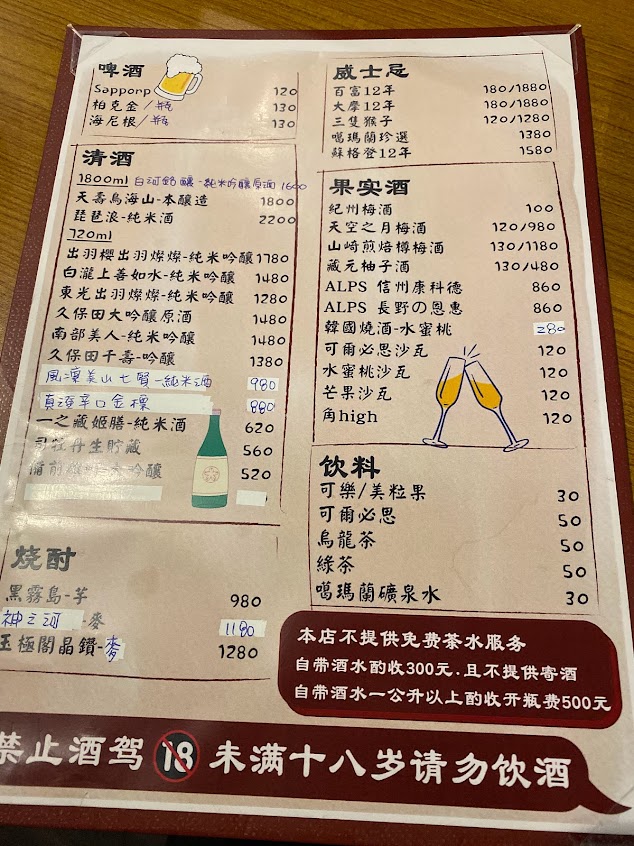 啤酒
Sapporp 120
柏克金/瓶 130
海尼根/瓶 130
清酒
1800ml 白河銘釀-純米吟釀原酒 1600
天壽鳥海山-本釀造 1800
琵琶浪-純米酒 2200
720ml
出羽櫻出羽燦燦-純米吟釀 1780
白瀧上善如水-純米吟釀 1480
東光出羽燦燦-純米吟釀 1280
久保田大吟釀原酒 1480
南部美人-純米吟釀 1480
久保田千壽-吟釀 1380
風凜美山七賢-純米酒 980
真澄辛口金標 880
一之藏姬膳-純米酒 620
司牡丹生貯藏 560
吟釀 520
烧酎
黑霧島-芋 980
神之河-麥 1180
玉極閣晶鑽-麥 1280
威士忌
百富12年 180/1880
大摩12年 180/1880
三隻猴子 120/1280
噶瑪蘭珍選 1380
蘇格登12年 1580
果实酒
紀州梅酒 100
天空之月梅酒 120/980
山崎煎焙樽梅酒 130/1180
藏元柚子酒 130/480
ALPS 信州康科德 860
ALPS 長野の恩惠 860
韓國燒酒-水蜜桃 280
可爾必思沙瓦 120
水蜜桃沙瓦 120
芒果沙瓦 120
角high 120
饮料
可樂/美粒果 30
可爾必思 50
烏龍茶 50
綠茶 50
噶瑪蘭礦泉水 30
本店不提供免费茶水服务
自带酒水酌收300元.且不提供寄酒
自带酒水一公升以上酌收开瓶费500元
禁止酒驾 18 未满十八岁请勿饮酒